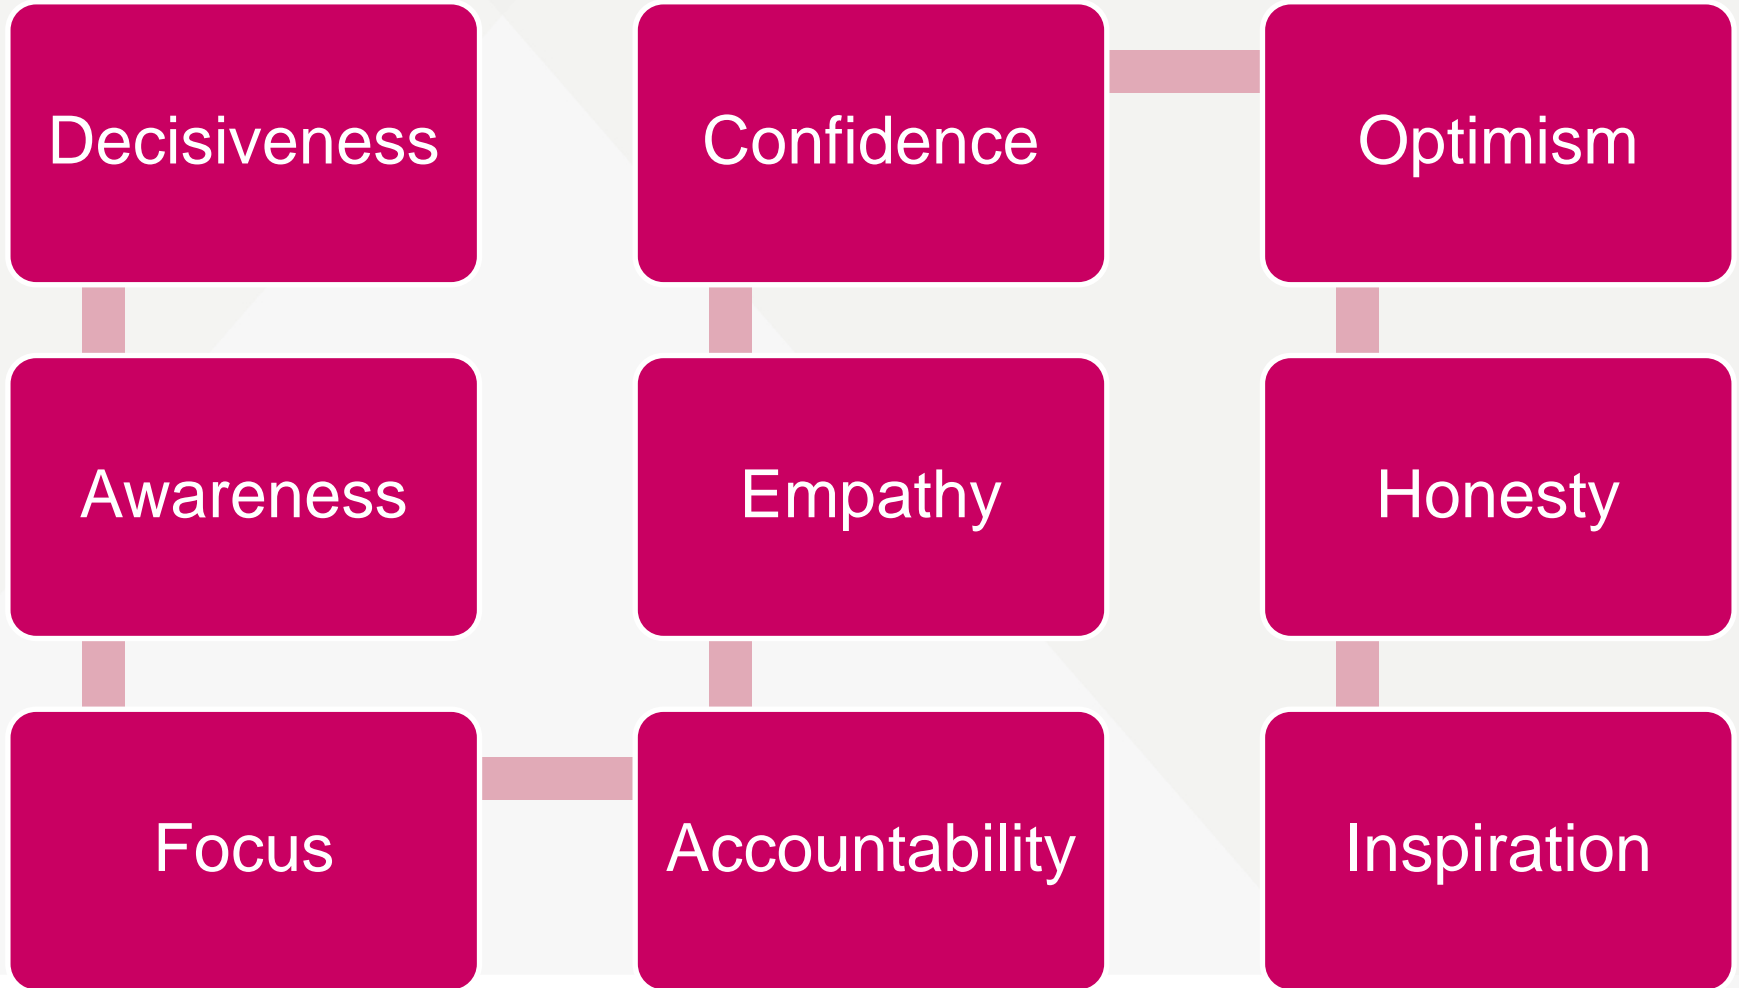 Decisiveness
Awareness
Focus
Accountability
Empathy
Confidence
Optimism
Honesty
Inspiration